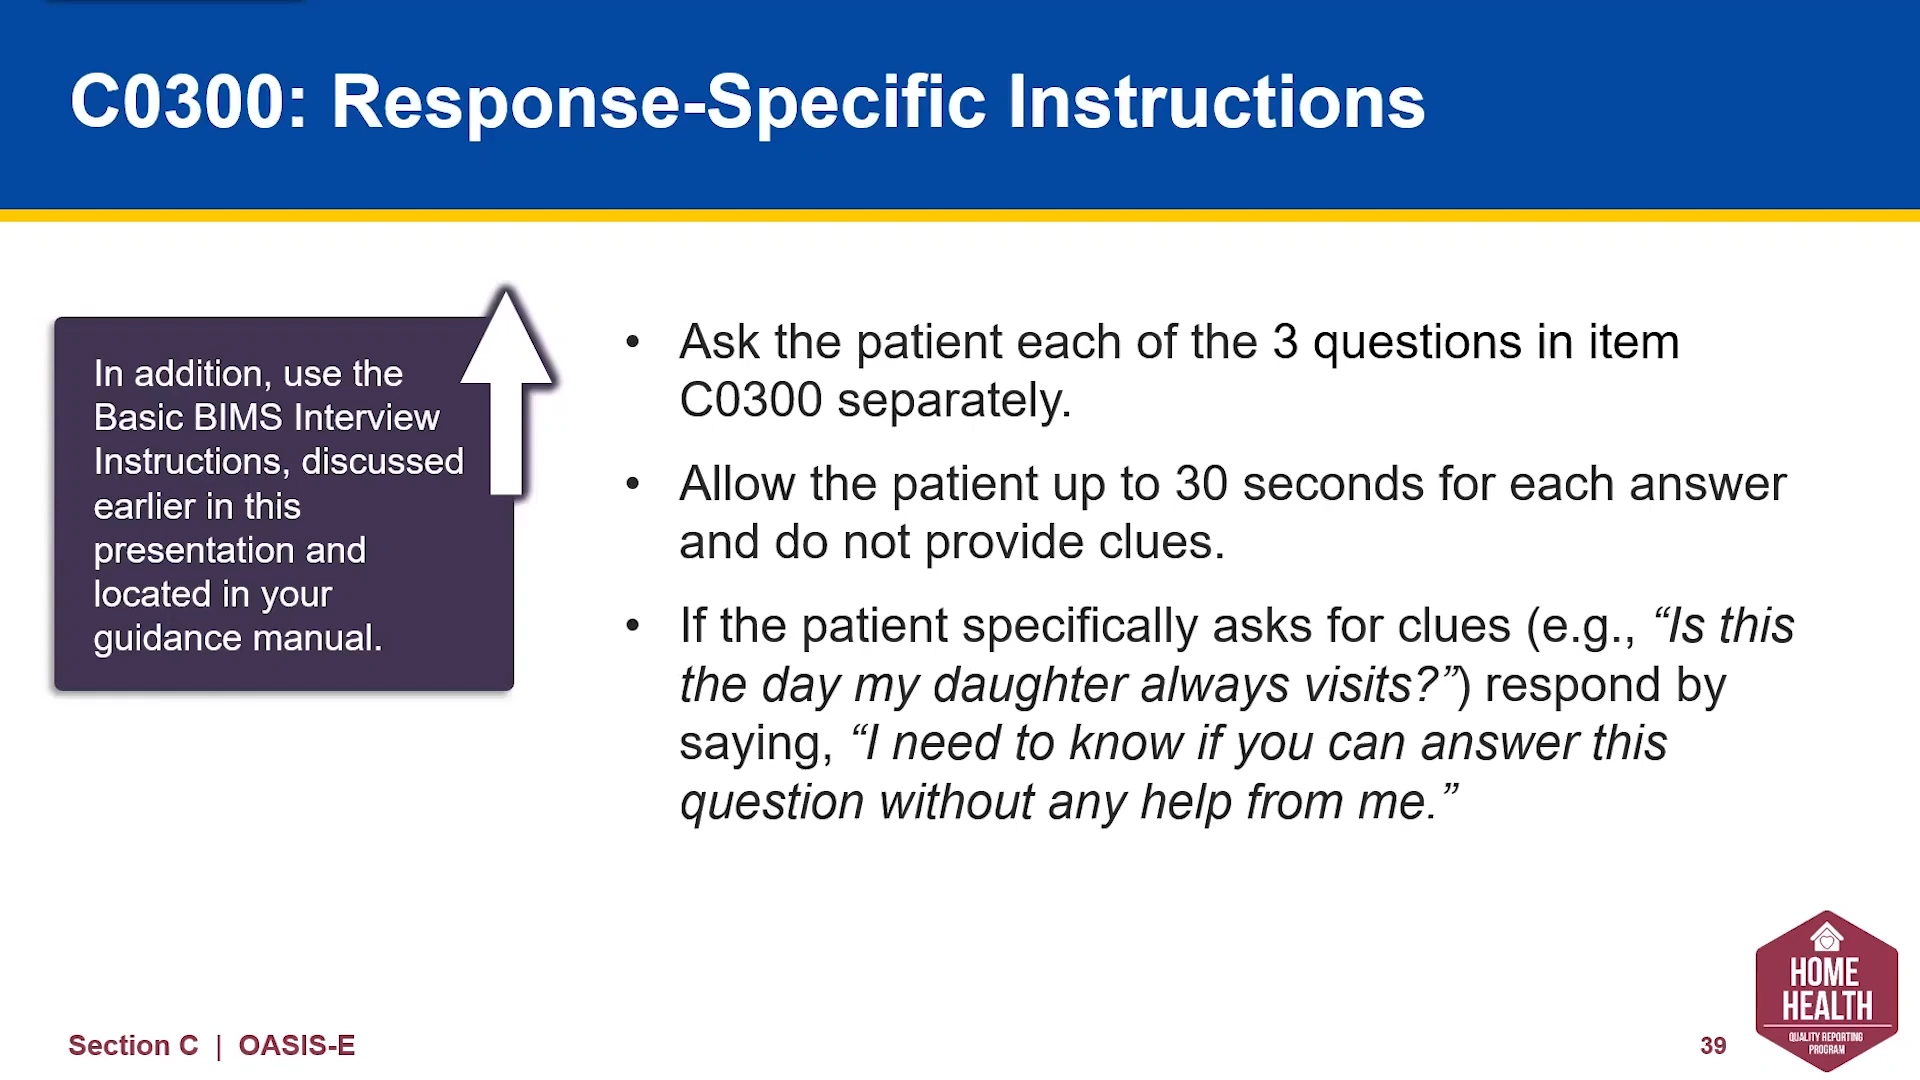 C0300: Response-Specific Instructions
In addition, use the
Basic BIMS Interview
Instructions, discussed
earlier in this
presentation and
located in your
guidance manual.
• Ask the patient each of the 3 questions in item
C0300 separately.
• Allow the patient up to 30 seconds for each answer
and do not provide clues.
• If the patient specifically asks for clues (e.g., “Is this
the day my daughter always visits?”) respond by
saying, “I need to know if you can answer this
question without any help from me.”
Section C | OASIS-E
39
HOME
HEALTH
QUALITY REPORTING
PROGRAM